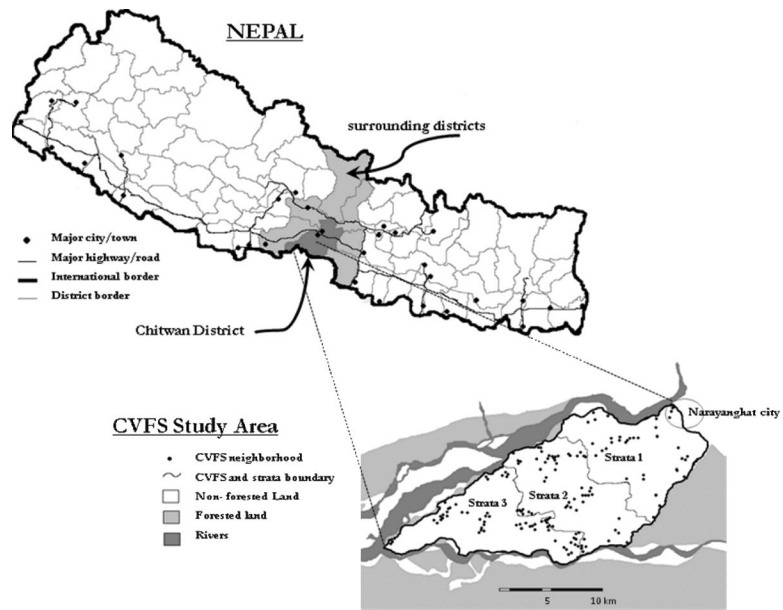 NEPAL
surrounding districts
Major city/town
Major highway/road
International border
District border
Chitwan District
CVFS Study Area
CVFS neighborhood
CVFS and strata boundary
Non- forested Land
Forested land
Rivers
Narayanghat city
Strata 1
Strata 2
Strata 3
5 10 km